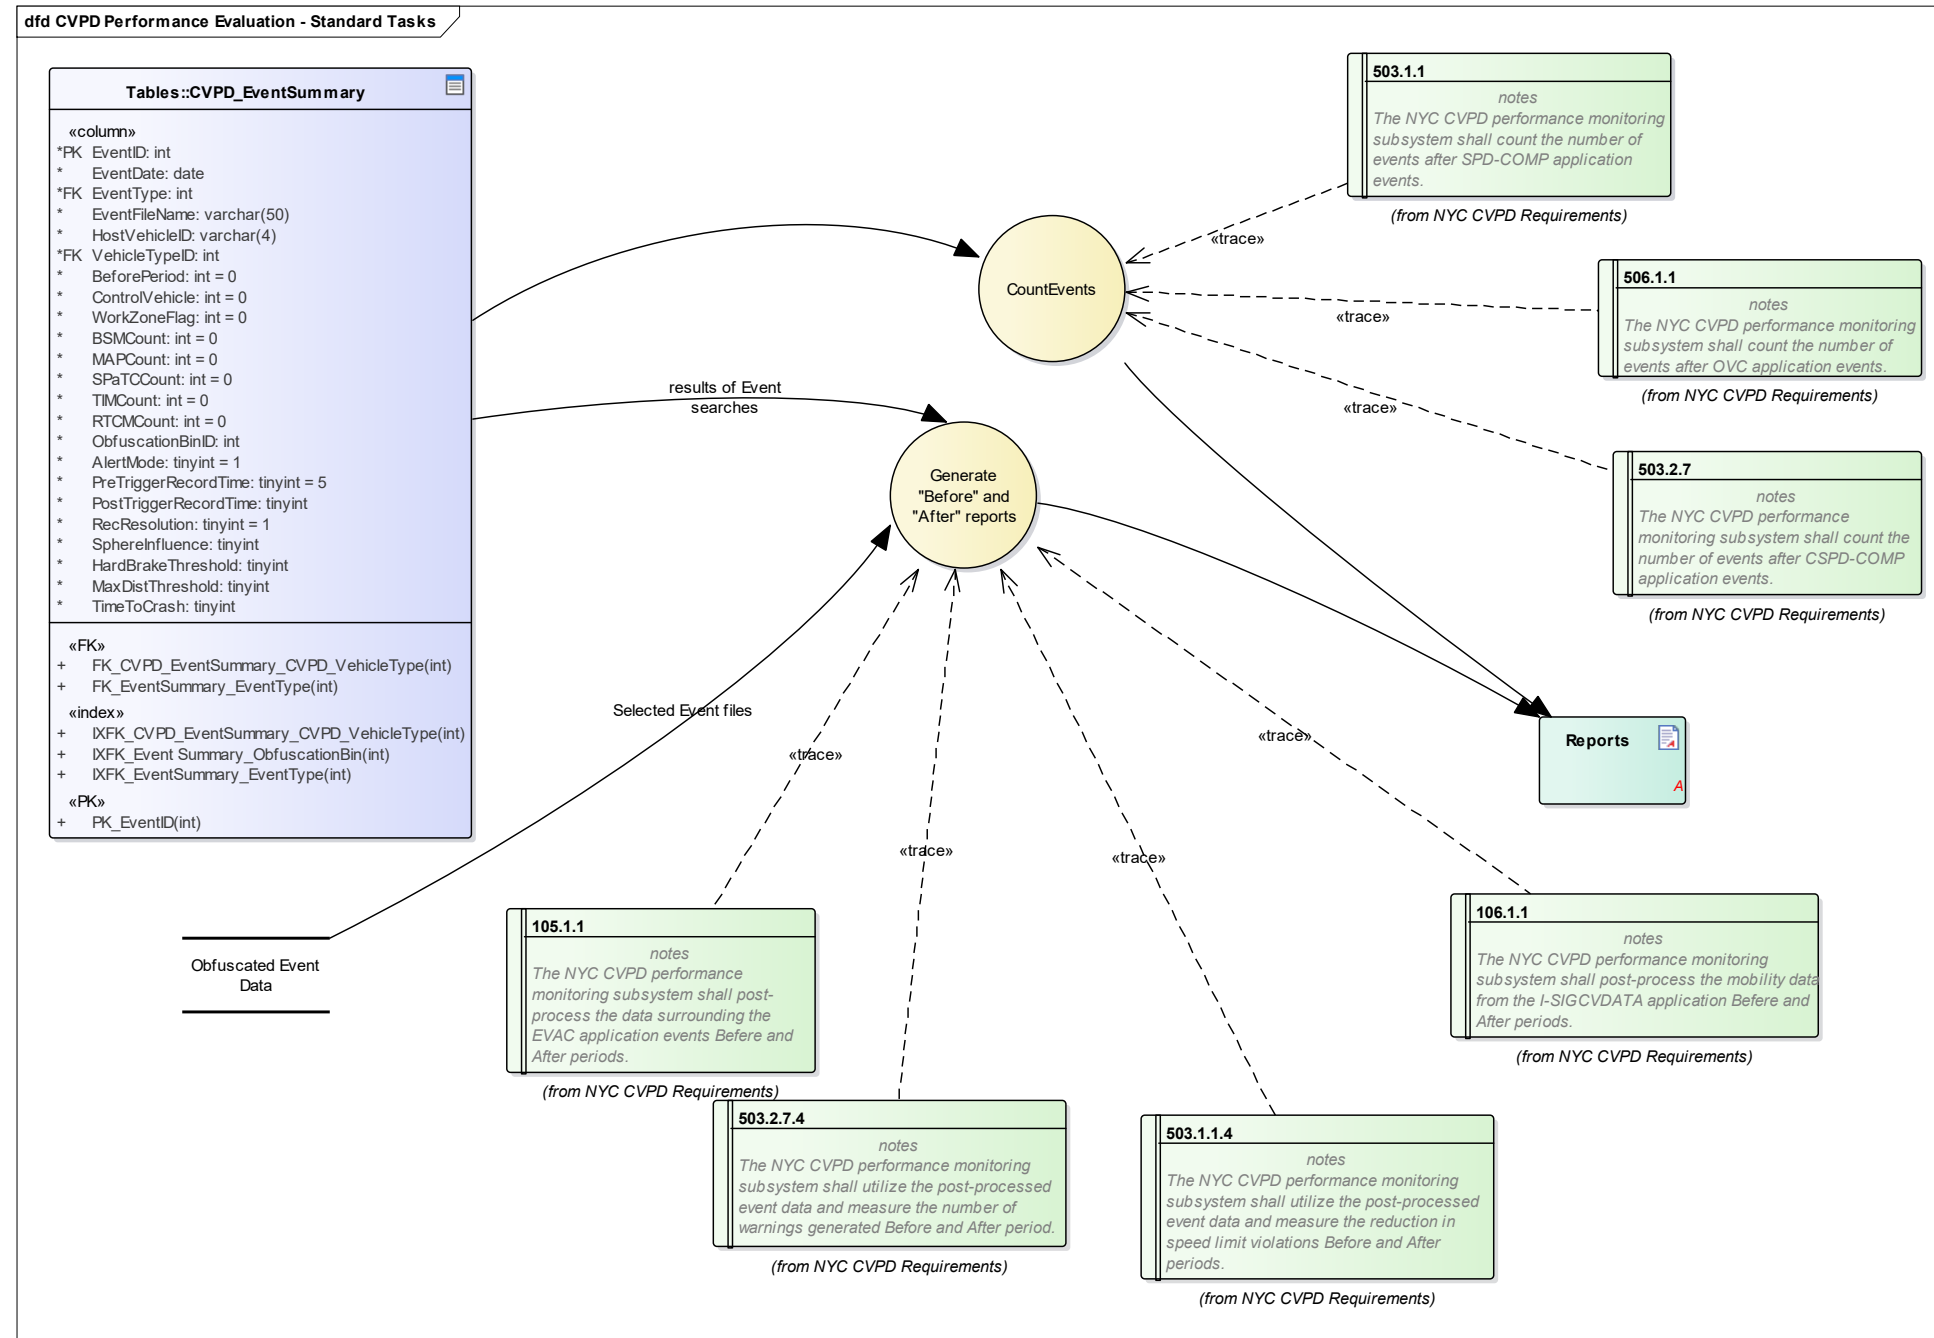 dfd CVPD Performance Evaluation - Standard Tasks
Tables::CVPD_EventSummary
«column»
*PK EventID: int
* EventDate: date
*FK EventType: int
* EventFileName: varchar(50)
* HostVehicleID: varchar(4)
*FK VehicleTypeID: int
* BeforePeriod: int = 0
* ControlVehicle: int = 0
* WorkZoneFlag: int = 0
* BSMCount: int = 0
* MAPCount: int = 0
* SPaTCCount: int = 0
* TIMCount: int = 0
* RTCMCount: int = 0
* ObfuscationBinID: int
* AlertMode: tinyint = 1
* PreTriggerRecordTime: tinyint = 5
* PostTriggerRecordTime: tinyint
* RecResolution: tinyint = 1
* SphereInfluence: tinyint
* HardBrakeThreshold: tinyint
* MaxDistThreshold: tinyint
* TimeToCrash: tinyint
«FK»
+ FK_CVPD_EventSummary_CVPD_VehicleType(int)
+ FK_EventSummary_EventType(int)
«index»
+ IXFK_CVPD_EventSummary_CVPD_VehicleType(int)
+ IXFK_Event Summary_ObfuscationBin(int)
+ IXFK_EventSummary_EventType(int)
«PK»
+ PK_EventID(int)
CountEvents
503.1.1
notes
The NYC CVPD performance monitoring
subsystem shall count the number of
events after SPD-COMP application
events.
(from NYC CVPD Requirements)
«trace»
506.1.1
notes
The NYC CVPD performance monitoring
subsystem shall count the number of
events after OVC application events.
(from NYC CVPD Requirements)
«trace»
503.2.7
notes
The NYC CVPD performance
monitoring subsystem shall count the
number of events after CSPD-COMP
application events.
(from NYC CVPD Requirements)
«trace»
results of Event
searches
Generate
"Before" and
"After" reports
Selected Event files
Reports
A
«trace»
«trace»
«trace»
«trace»
Obfuscated Event
Data
105.1.1
notes
The NYC CVPD performance
monitoring subsystem shall post-
process the data surrounding the
EVAC application events Befere and
After periods.
(from NYC CVPD Requirements)
106.1.1
notes
The NYC CVPD performance monitoring
subsystem shall post-process the mobility data
from the I-SIGCVDATA application Befere and
After periods.
(from NYC CVPD Requirements)
503.2.7.4
notes
The NYC CVPD performance monitoring
subsystem shall utilize the post-processed
event data and measure the number of
warnings generated Before and After period.
(from NYC CVPD Requirements)
503.1.1.4
notes
The NYC CVPD performance monitoring
subsystem shall utilize the post-processed
event data and measure the reduction in
speed limit violations Before and After
periods.
(from NYC CVPD Requirements)